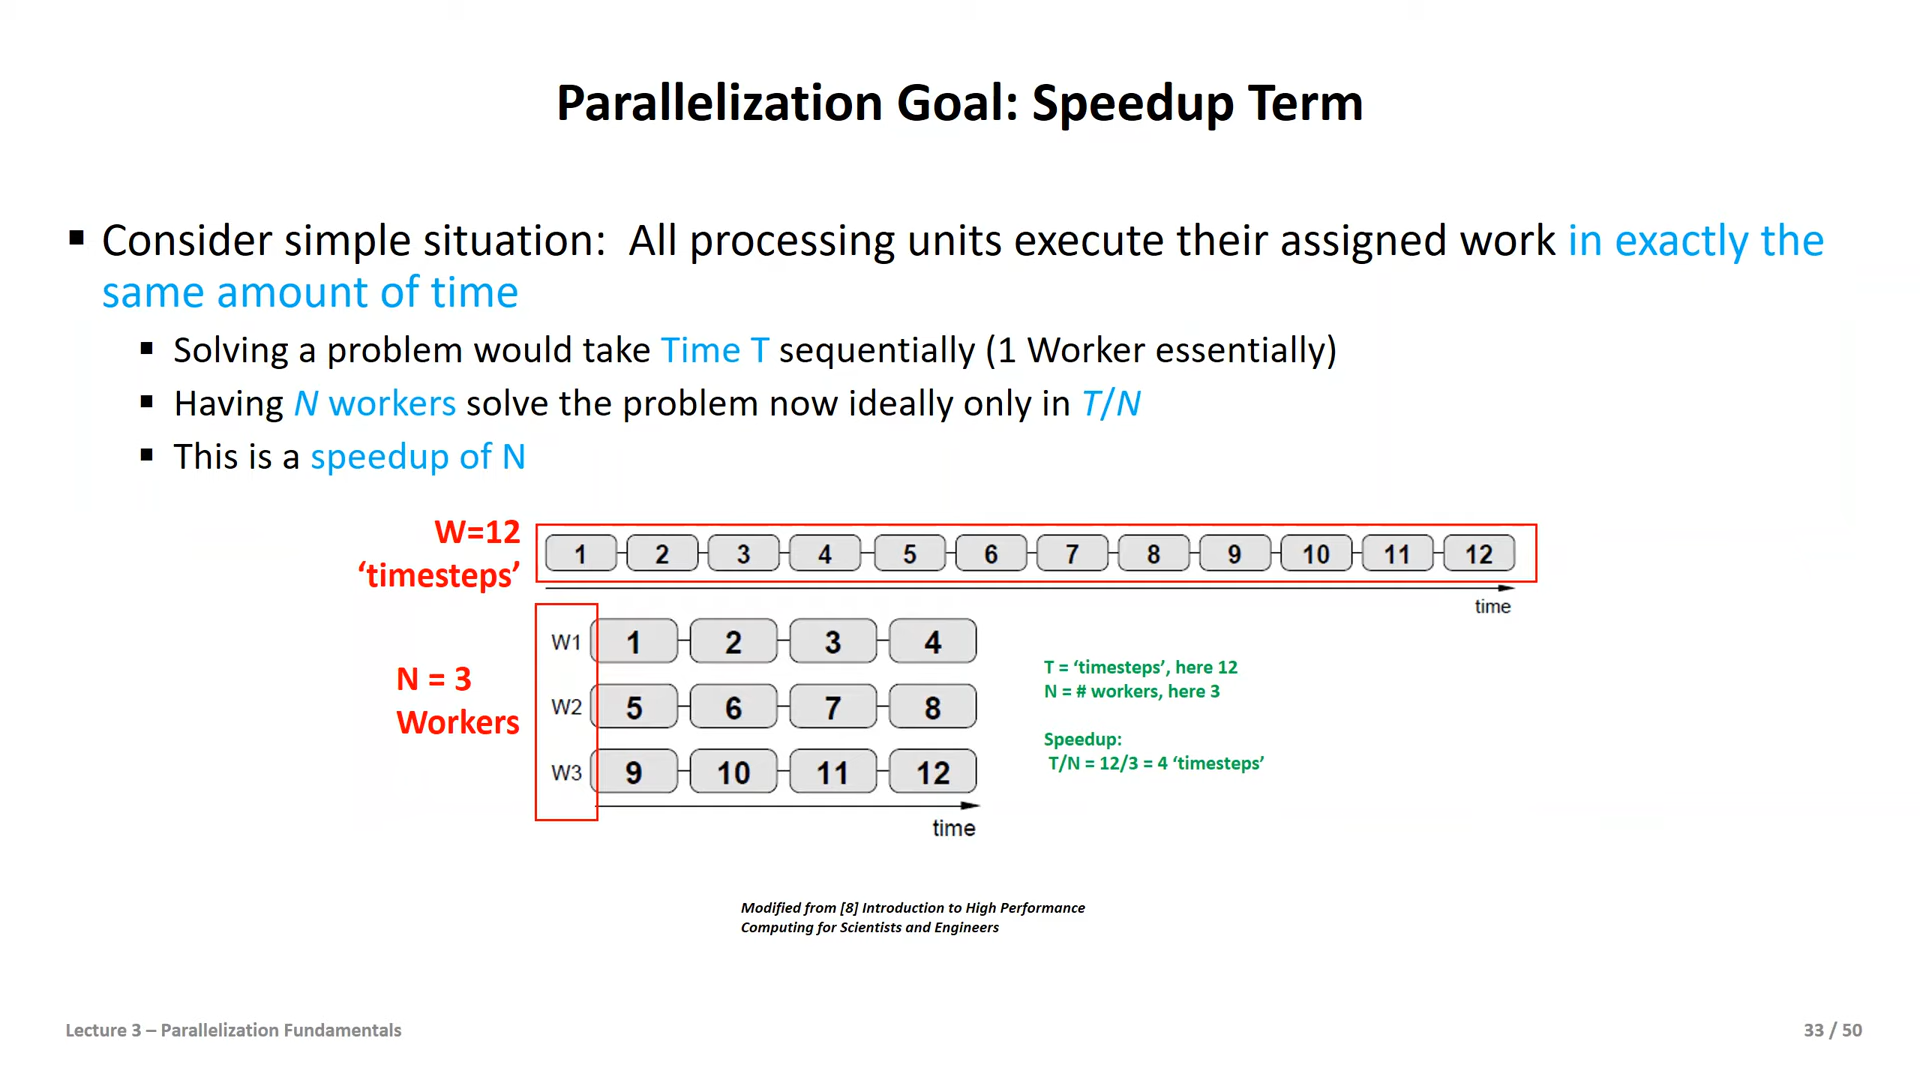 Parallelization Goal: Speedup Term
▪ Consider simple situation: All processing units execute their assigned work in exactly the
same amount of time
▪ Solving a problem would take Time T sequentially (1 Worker essentially)
▪ Having N workers solve the problem now ideally only in T/N
▪ This is a speedup of N
W=12
‘timesteps’
1 2 3 4 5 6 7 8 9 10 11 12
time
N = 3
Workers
W1 1 2 3 4
W2 5 6 7 8
W3 9 10 11 12
time
T = ‘timesteps’, here 12
N = # workers, here 3
Speedup:
T/N = 12/3 = 4 ‘timesteps’
Modified from [8] Introduction to High Performance
Computing for Scientists and Engineers
Lecture 3 – Parallelization Fundamentals
33 / 50